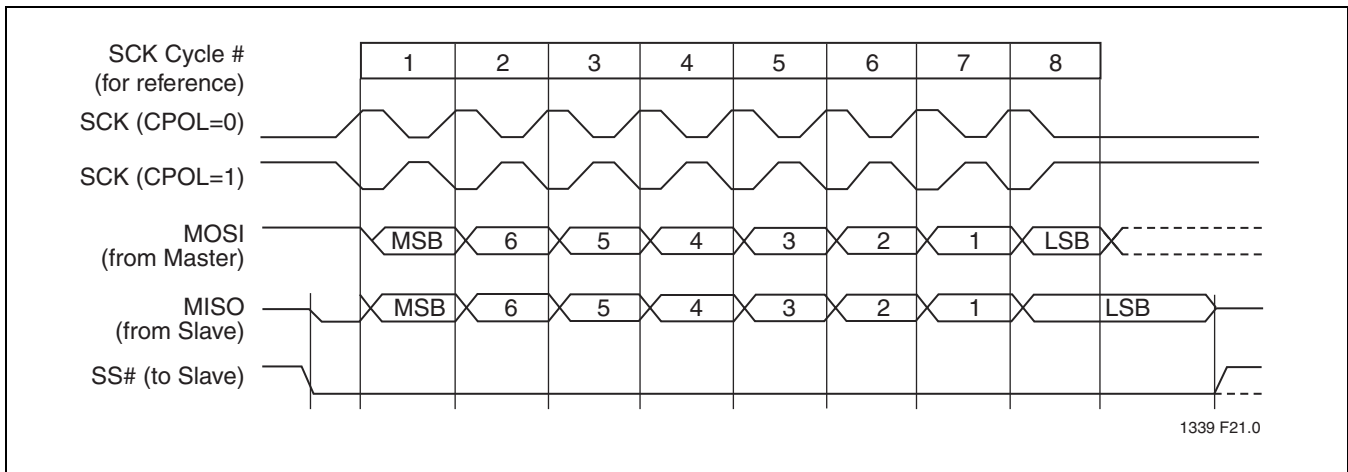 SCK Cycle #
(for reference)
1 2 3 4 5 6 7 8
SCK (CPOL=0)
SCK (CPOL=1)
MOSI
(from Master)
MSB 6 5 4 3 2 1 LSB
MISO
(from Slave)
MSB 6 5 4 3 2 1 LSB
SS# (to Slave)
1339 F21.0